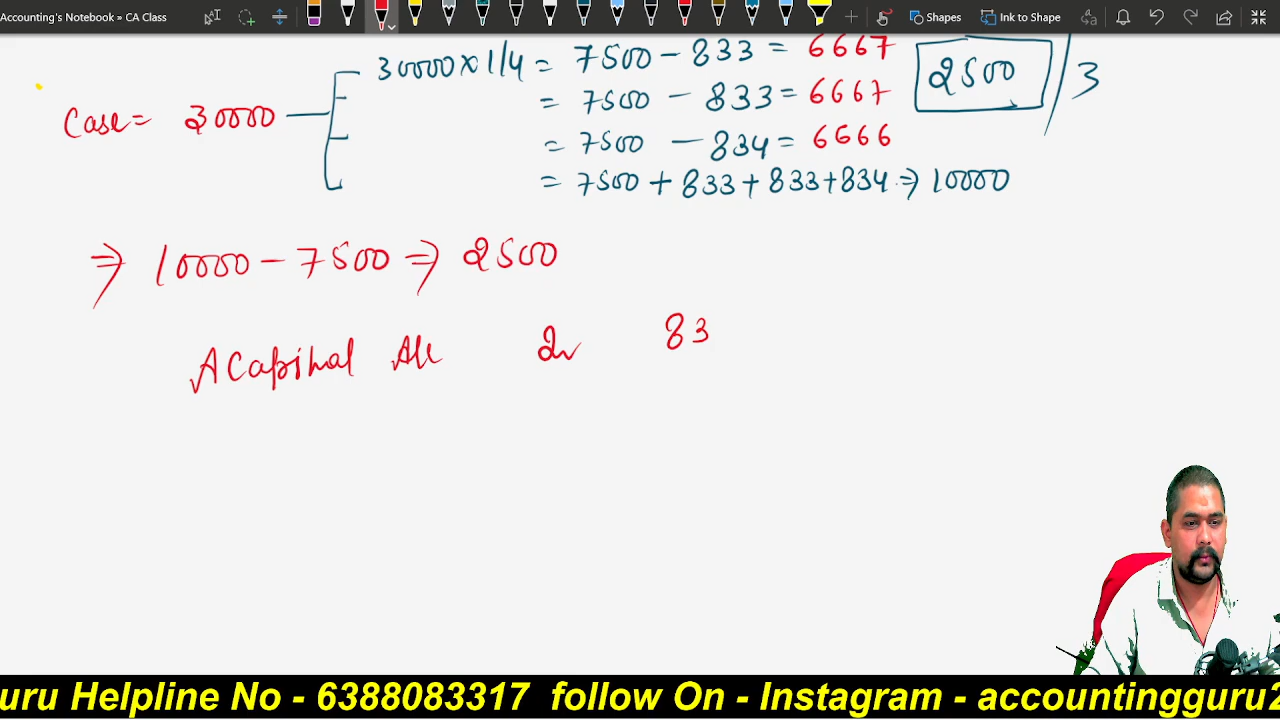 Accounting's Notebook » CA Class
Shapes
Ink to Shape
30000 × 1/4 = 7500 - 833 = 6667
= 7500 - 833 = 6667
2500 / 3
Case = 30000
= 7500 - 834 = 6666
= 7500 + 833 + 833 + 834 ⇒ 10000
⇒ 10000 - 7500 ⇒ 2500
A Capital A/c Dr 83
uru Helpline No - 6388083317 follow On - Instagram - accountingguru2